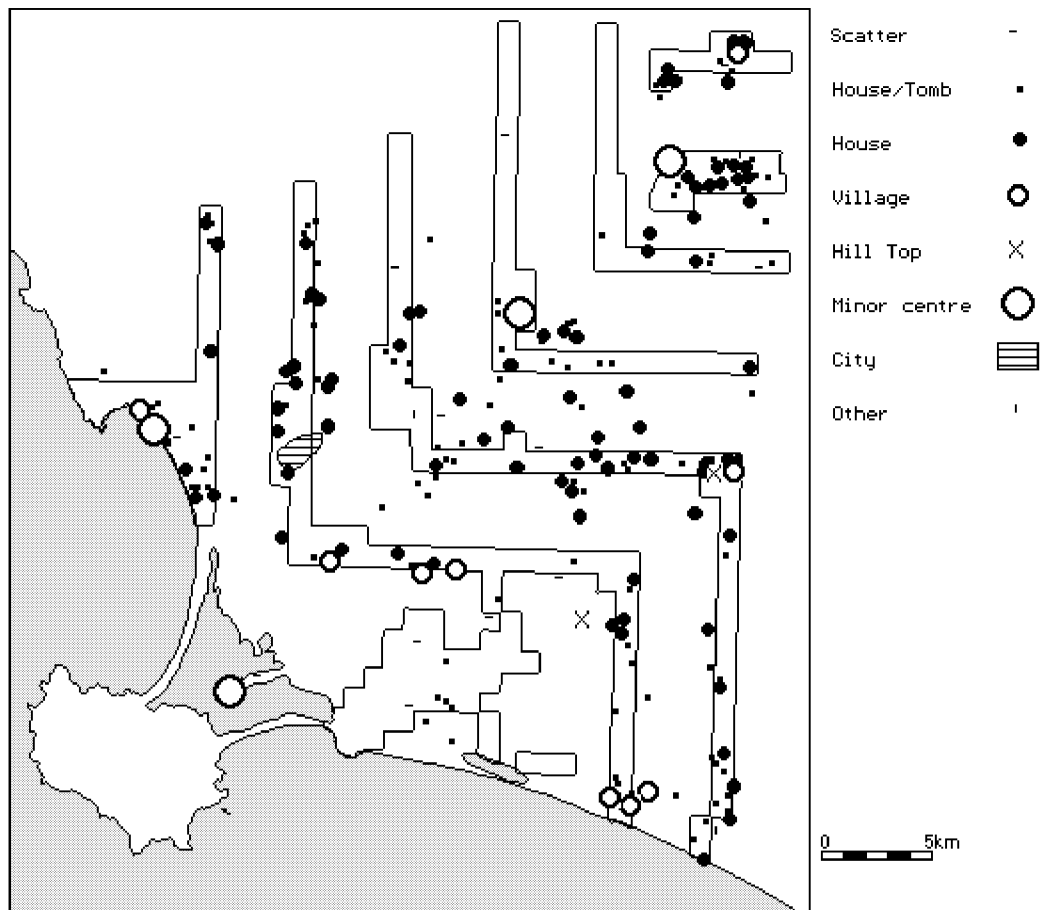 Scatter
House/Tomb
House
Village
Hill Top
Minor centre
City
Other
0 5km